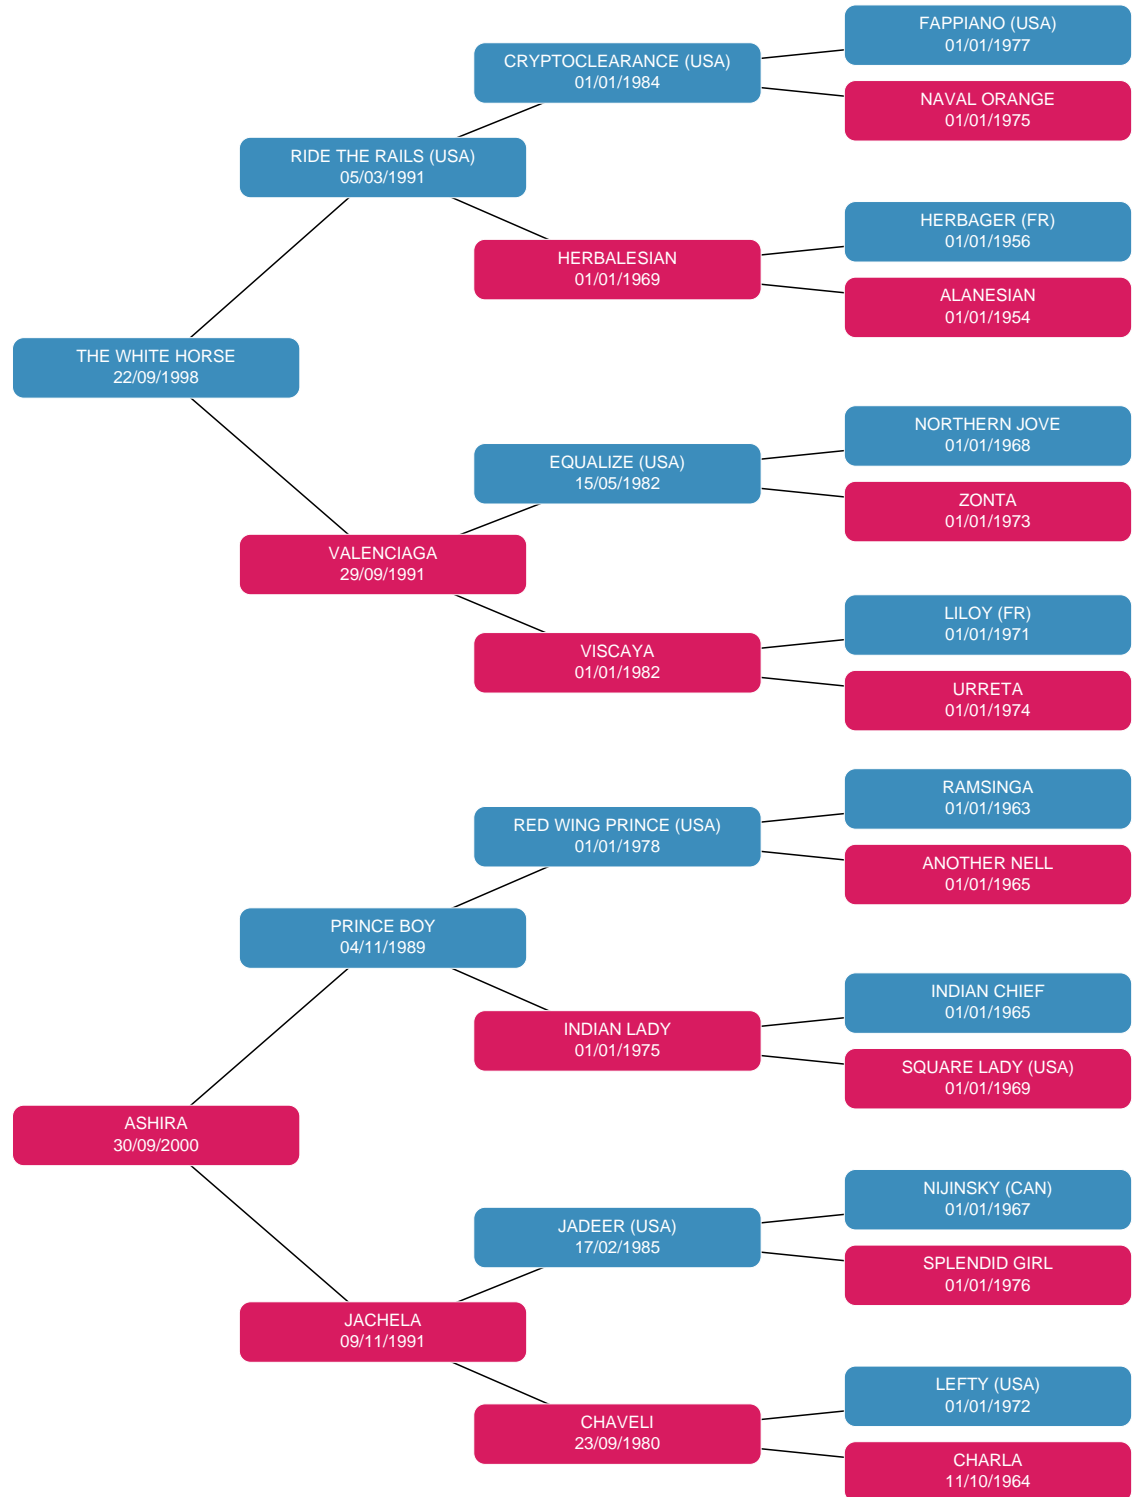 FAPPIANO (USA)
01/01/1977
CRYPTOCLEARANCE (USA)
01/01/1984
NAVAL ORANGE
01/01/1975
RIDE THE RAILS (USA)
05/03/1991
HERBAGER (FR)
01/01/1956
HERBALESIAN
01/01/1969
ALANESIAN
01/01/1954
THE WHITE HORSE
22/09/1998
NORTHERN JOVE
01/01/1968
EQUALIZE (USA)
15/05/1982
ZONTA
01/01/1973
VALENCIAGA
29/09/1991
LILOY (FR)
01/01/1971
VISCAYA
01/01/1982
URRETA
01/01/1974
RAMSINGA
01/01/1963
RED WING PRINCE (USA)
01/01/1978
ANOTHER NELL
01/01/1965
PRINCE BOY
04/11/1989
INDIAN CHIEF
01/01/1965
INDIAN LADY
01/01/1975
SQUARE LADY (USA)
01/01/1969
ASHIRA
30/09/2000
NIJINSKY (CAN)
01/01/1967
JADEER (USA)
17/02/1985
SPLENDID GIRL
01/01/1976
JACHELA
09/11/1991
LEFTY (USA)
01/01/1972
CHAVELI
23/09/1980
CHARLA
11/10/1964